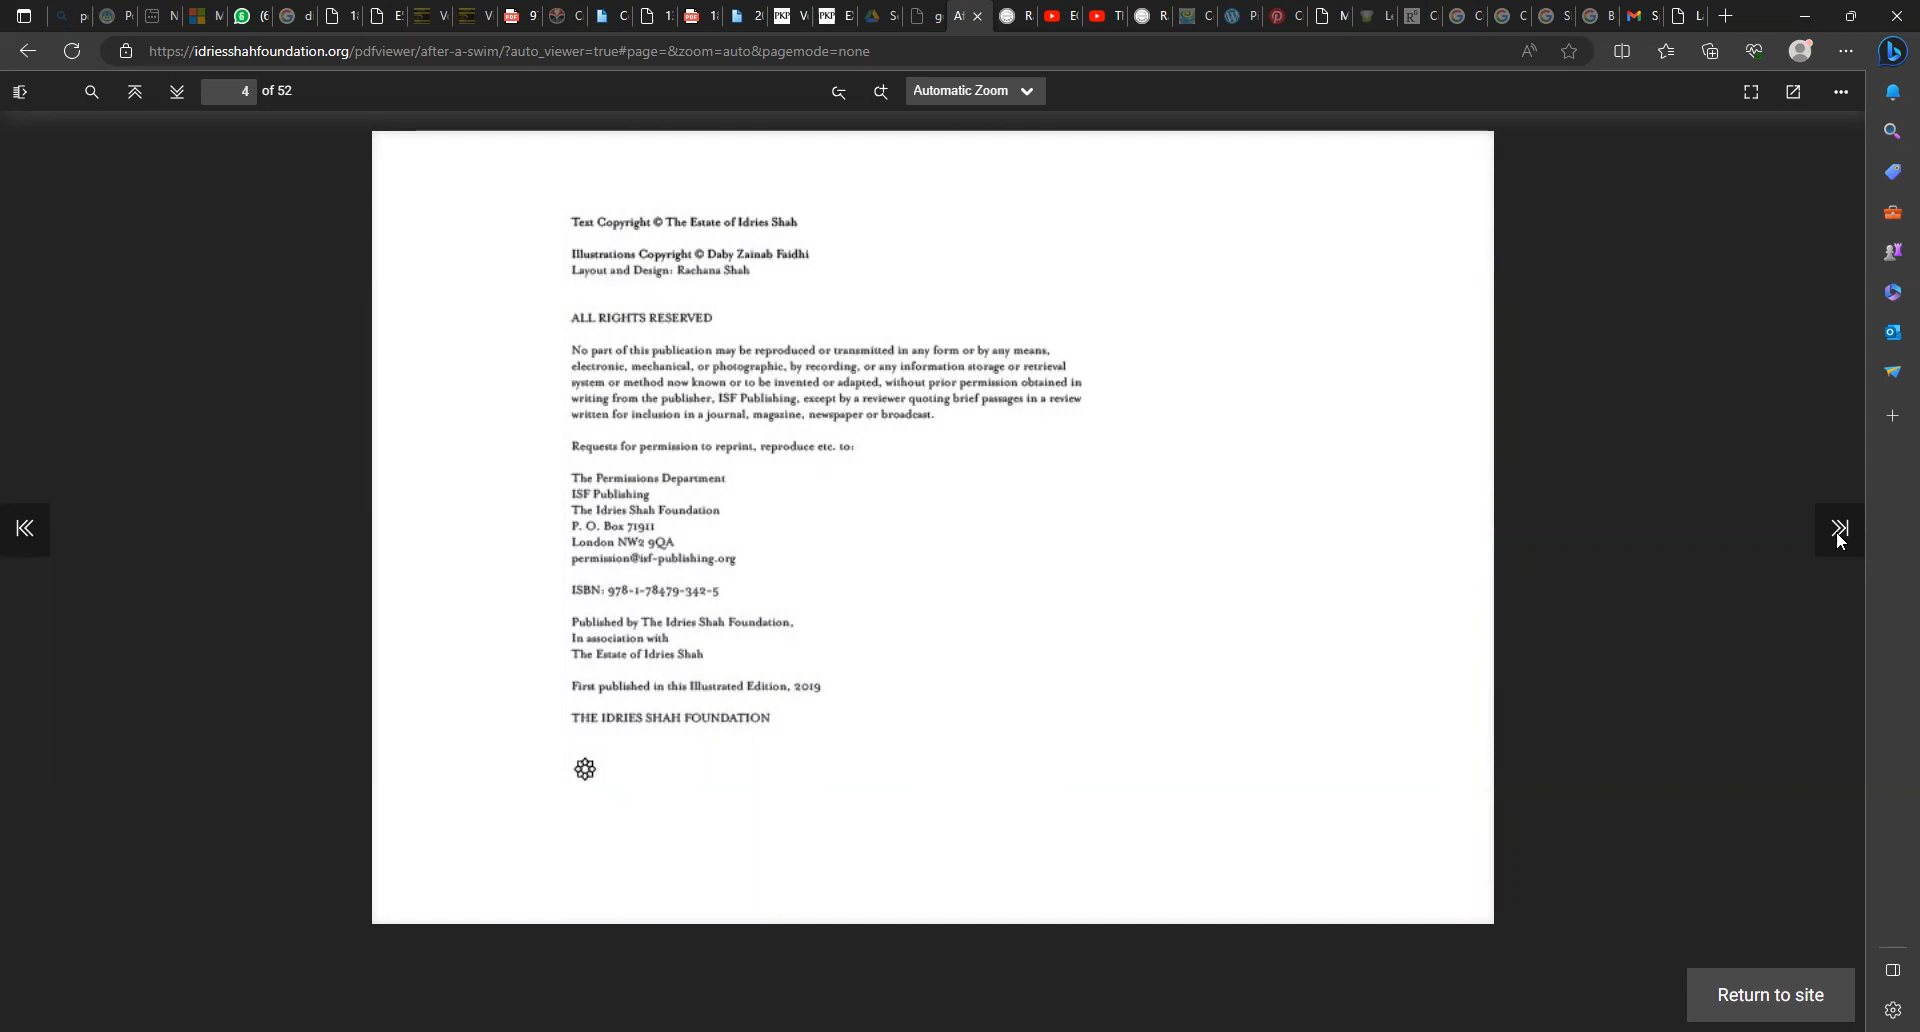 https://idriesshahfoundation.org/pdfviewer/after-a-swim/?auto_viewer=true#page=&zoom=auto&pagemode=none
4 of 52
Automatic Zoom
Text Copyright © The Estate of Idries Shah
Illustrations Copyright © Daby Zainab Faidhi
Layout and Design: Rachana Shah
ALL RIGHTS RESERVED
No part of this publication may be reproduced or transmitted in any form or by any means,
electronic, mechanical, or photographic, by recording, or any information storage or retrieval
system or method now known or to be invented or adapted, without prior permission obtained in
writing from the publisher, ISF Publishing, except by a reviewer quoting brief passages in a review
written for inclusion in a journal, magazine, newspaper or broadcast.
Requests for permission to reprint, reproduce etc. to:
The Permissions Department
ISF Publishing
The Idries Shah Foundation
P. O. Box 71911
London NW2 9QA
permission@isf-publishing.org
ISBN: 978-1-78479-342-5
Published by The Idries Shah Foundation,
In association with
The Estate of Idries Shah
First published in this Illustrated Edition, 2019
THE IDRIES SHAH FOUNDATION
Return to site